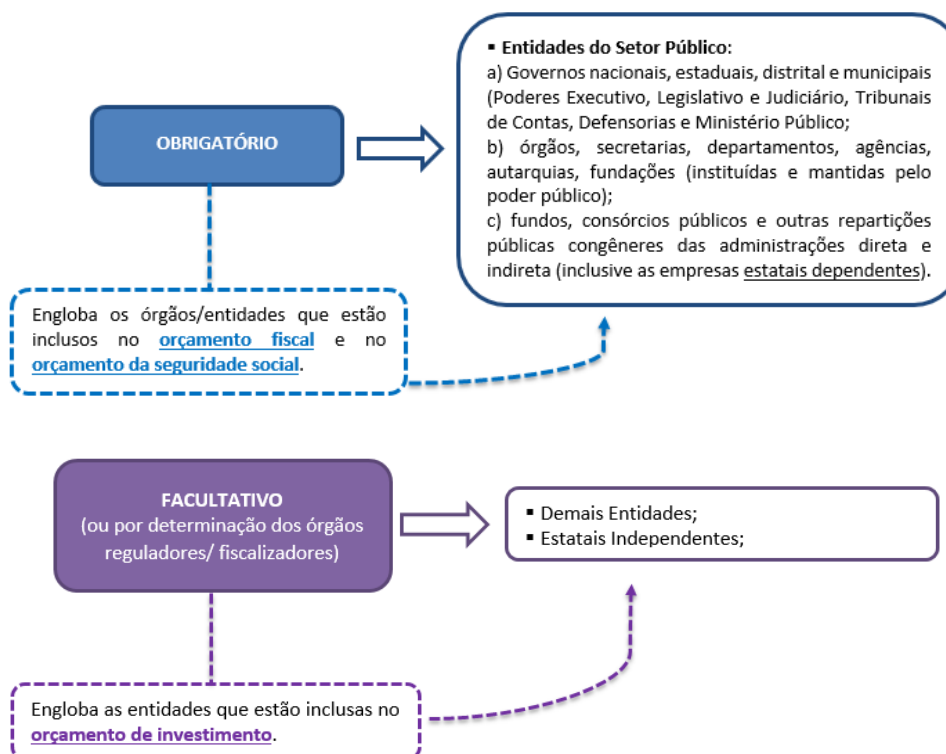 ▪ Entidades do Setor Público:
a) Governos nacionais, estaduais, distrital e municipais
(Poderes Executivo, Legislativo e Judiciário, Tribunais
de Contas, Defensorias e Ministério Público;
b) órgãos, secretarias, departamentos, agências,
autarquias, fundações (instituídas e mantidas pelo
poder público);
c) fundos, consórcios públicos e outras repartições
públicas congêneres das administrações direta e
indireta (inclusive as empresas estatais dependentes).
OBRIGATÓRIO
Engloba os órgãos/entidades que estão
inclusos no orçamento fiscal e no
orçamento da seguridade social.
FACULTATIVO
(ou por determinação dos órgãos
reguladores/ fiscalizadores)
▪ Demais Entidades;
▪ Estatais Independentes;
Engloba as entidades que estão inclusas no
orçamento de investimento.